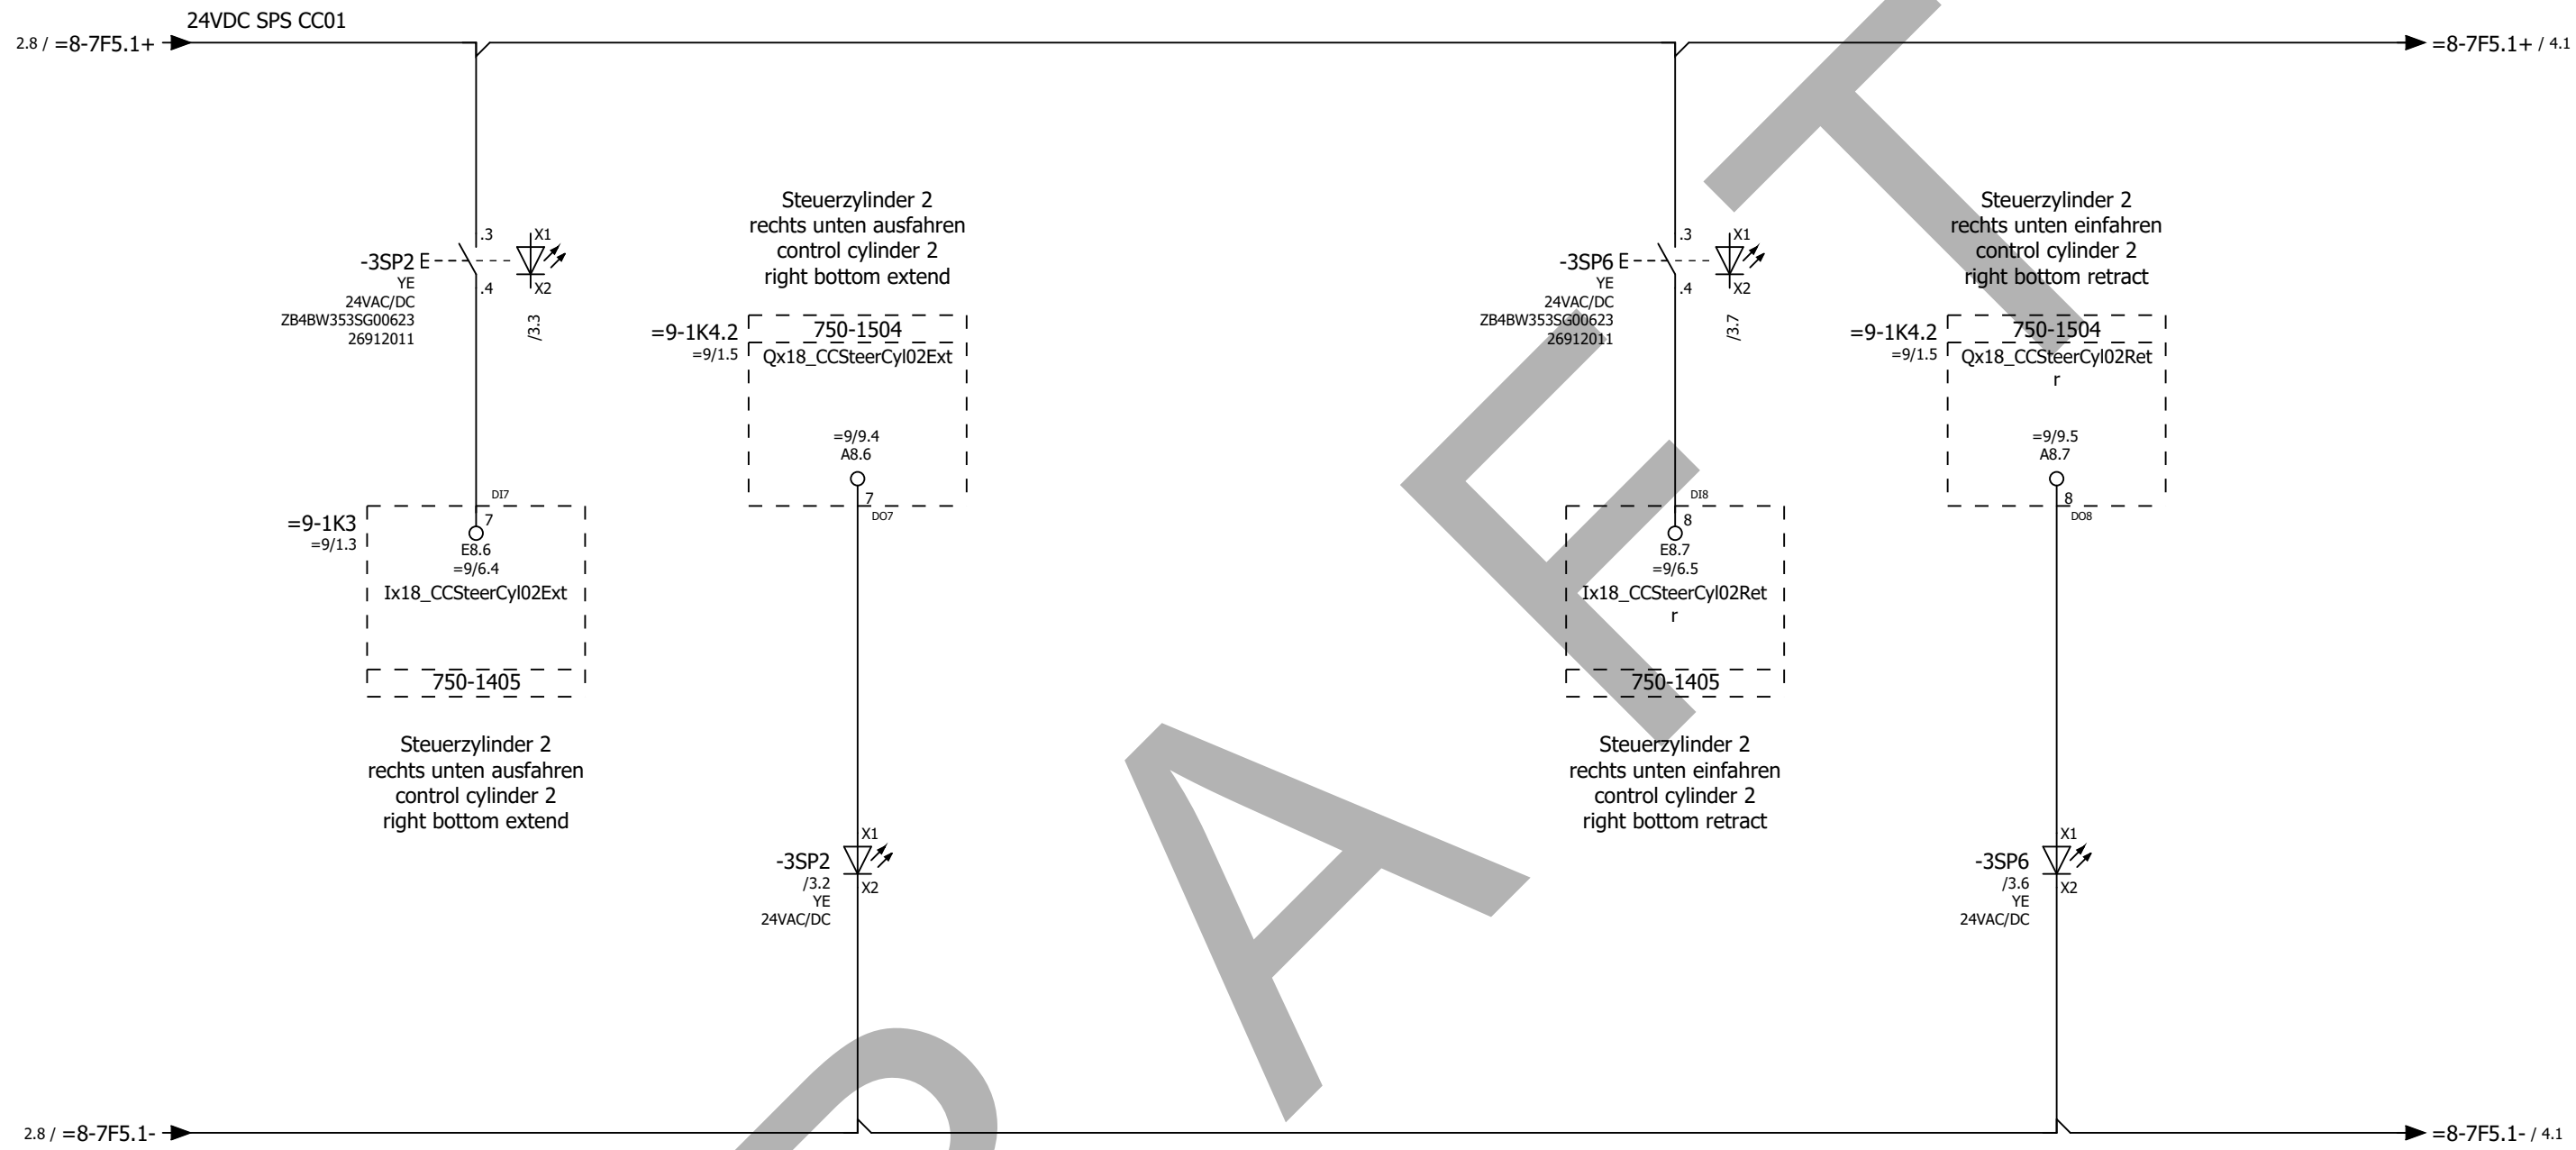 24VDC SPS CC01
2.8 / =8-7F5.1+
=8-7F5.1+ / 4.1
-3SP2
YE
24VAC/DC
ZB4BW353SG00623
26912011
.3
.4
X1
X2
/3.3
Steuerzylinder 2
rechts unten ausfahren
control cylinder 2
right bottom extend
=9-1K4.2
=9/1.5
750-1504
Qx18_CCSteerCyl02Ext
=9/9.4
A8.6
7
DO7
DI7
7
=9-1K3
=9/1.3
E8.6
=9/6.4
Ix18_CCSteerCyl02Ext
750-1405
Steuerzylinder 2
rechts unten ausfahren
control cylinder 2
right bottom extend
-3SP2
/3.2
YE
24VAC/DC
X1
X2
-3SP6
YE
24VAC/DC
ZB4BW353SG00623
26912011
.3
.4
X1
X2
/3.7
Steuerzylinder 2
rechts unten einfahren
control cylinder 2
right bottom retract
=9-1K4.2
=9/1.5
750-1504
Qx18_CCSteerCyl02Ret
r
=9/9.5
A8.7
8
DO8
DI8
8
E8.7
=9/6.5
Ix18_CCSteerCyl02Ret
r
750-1405
Steuerzylinder 2
rechts unten einfahren
control cylinder 2
right bottom retract
-3SP6
/3.6
YE
24VAC/DC
X1
X2
2.8 / =8-7F5.1-
=8-7F5.1- / 4.1